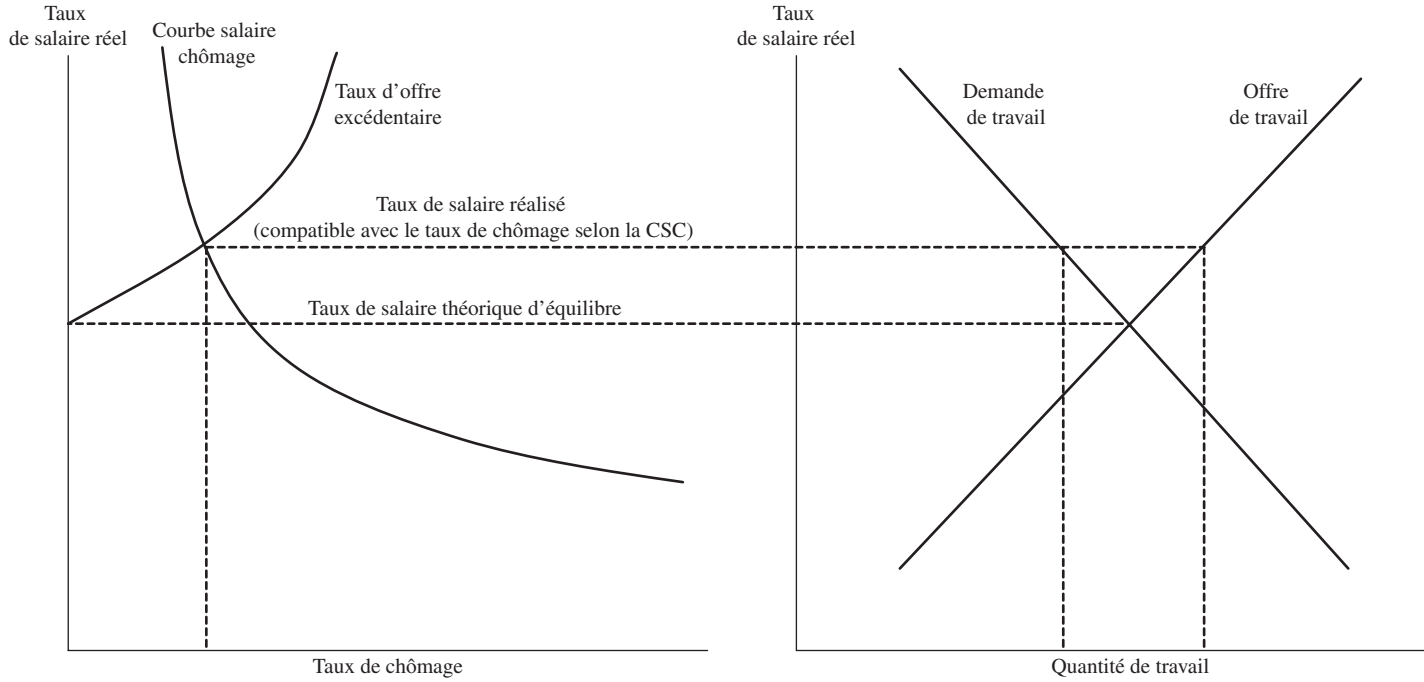 Taux
de salaire réel
Courbe salaire
chômage
Taux d’offre
excédentaire
Taux de salaire réalisé
(compatible avec le taux de chômage selon la CSC)
Taux de salaire théorique d’équilibre
Taux de chômage
Taux
de salaire réel
Demande
de travail
Offre
de travail
Quantité de travail